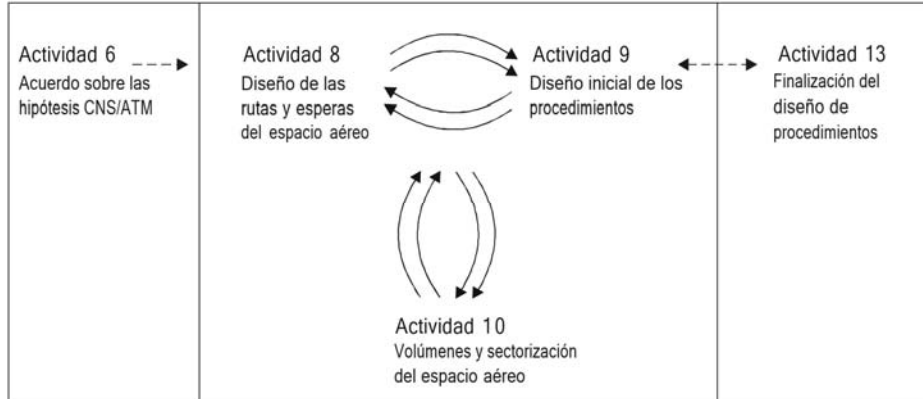 Actividad 6
Acuerdo sobre las
hipótesis CNS/ATM
Actividad 8
Diseño de las
rutas y esperas
del espacio aéreo
Actividad 9
Diseño inicial de los
procedimientos
Actividad 13
Finalización del
diseño de
procedimientos
Actividad 10
Volúmenes y sectorización
del espacio aéreo